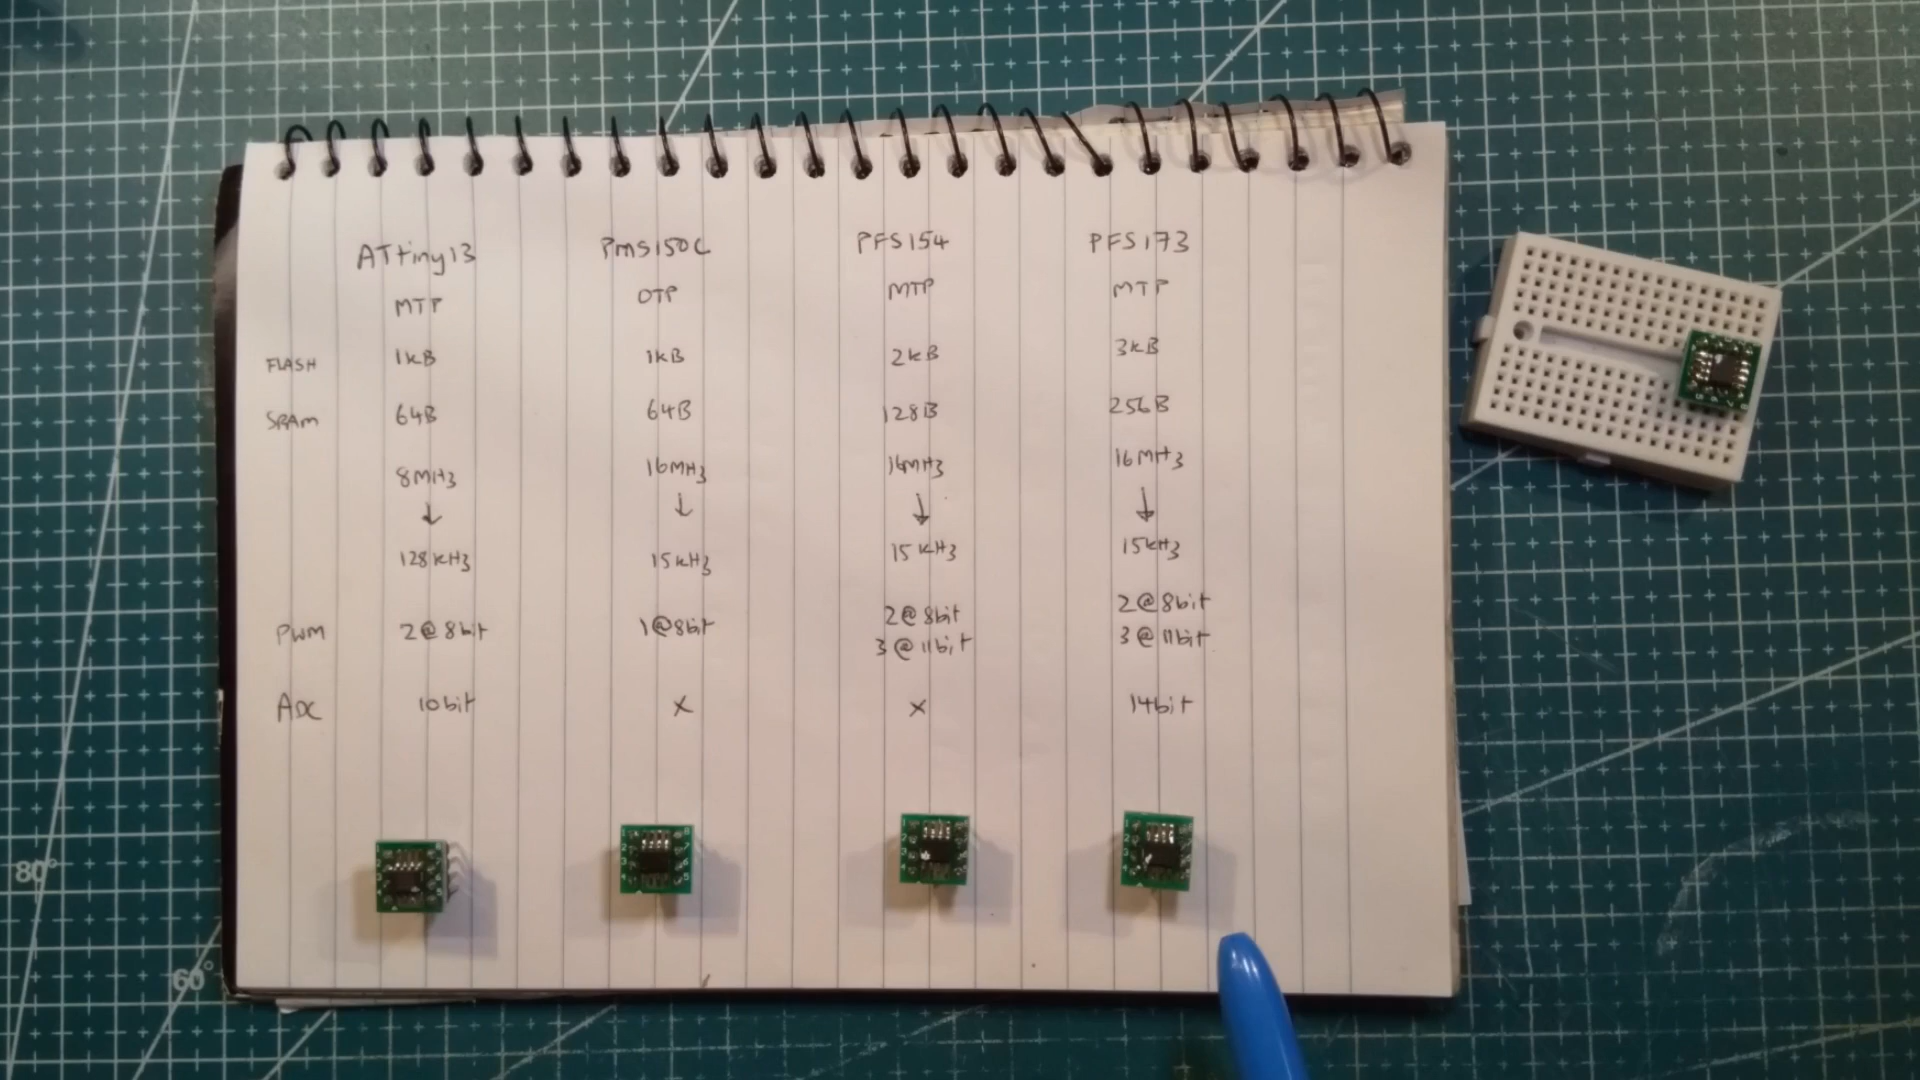 ATtiny13 PMS150C PFS154 PFS173
MTP OTP MTP MTP
FLASH 1kB 1kB 2kB 3kB
SRAM 64B 64B 128B 256B
8MHz 16MHz 16MHz 16MHz
↓ ↓ ↓ ↓
128kHz 15kHz 15kHz 15kHz
PWM 2@8bit 1@8bit 2@8bit 2@8bit
3@11bit 3@11bit
ADC 10bit X X 14bit
80°
60°